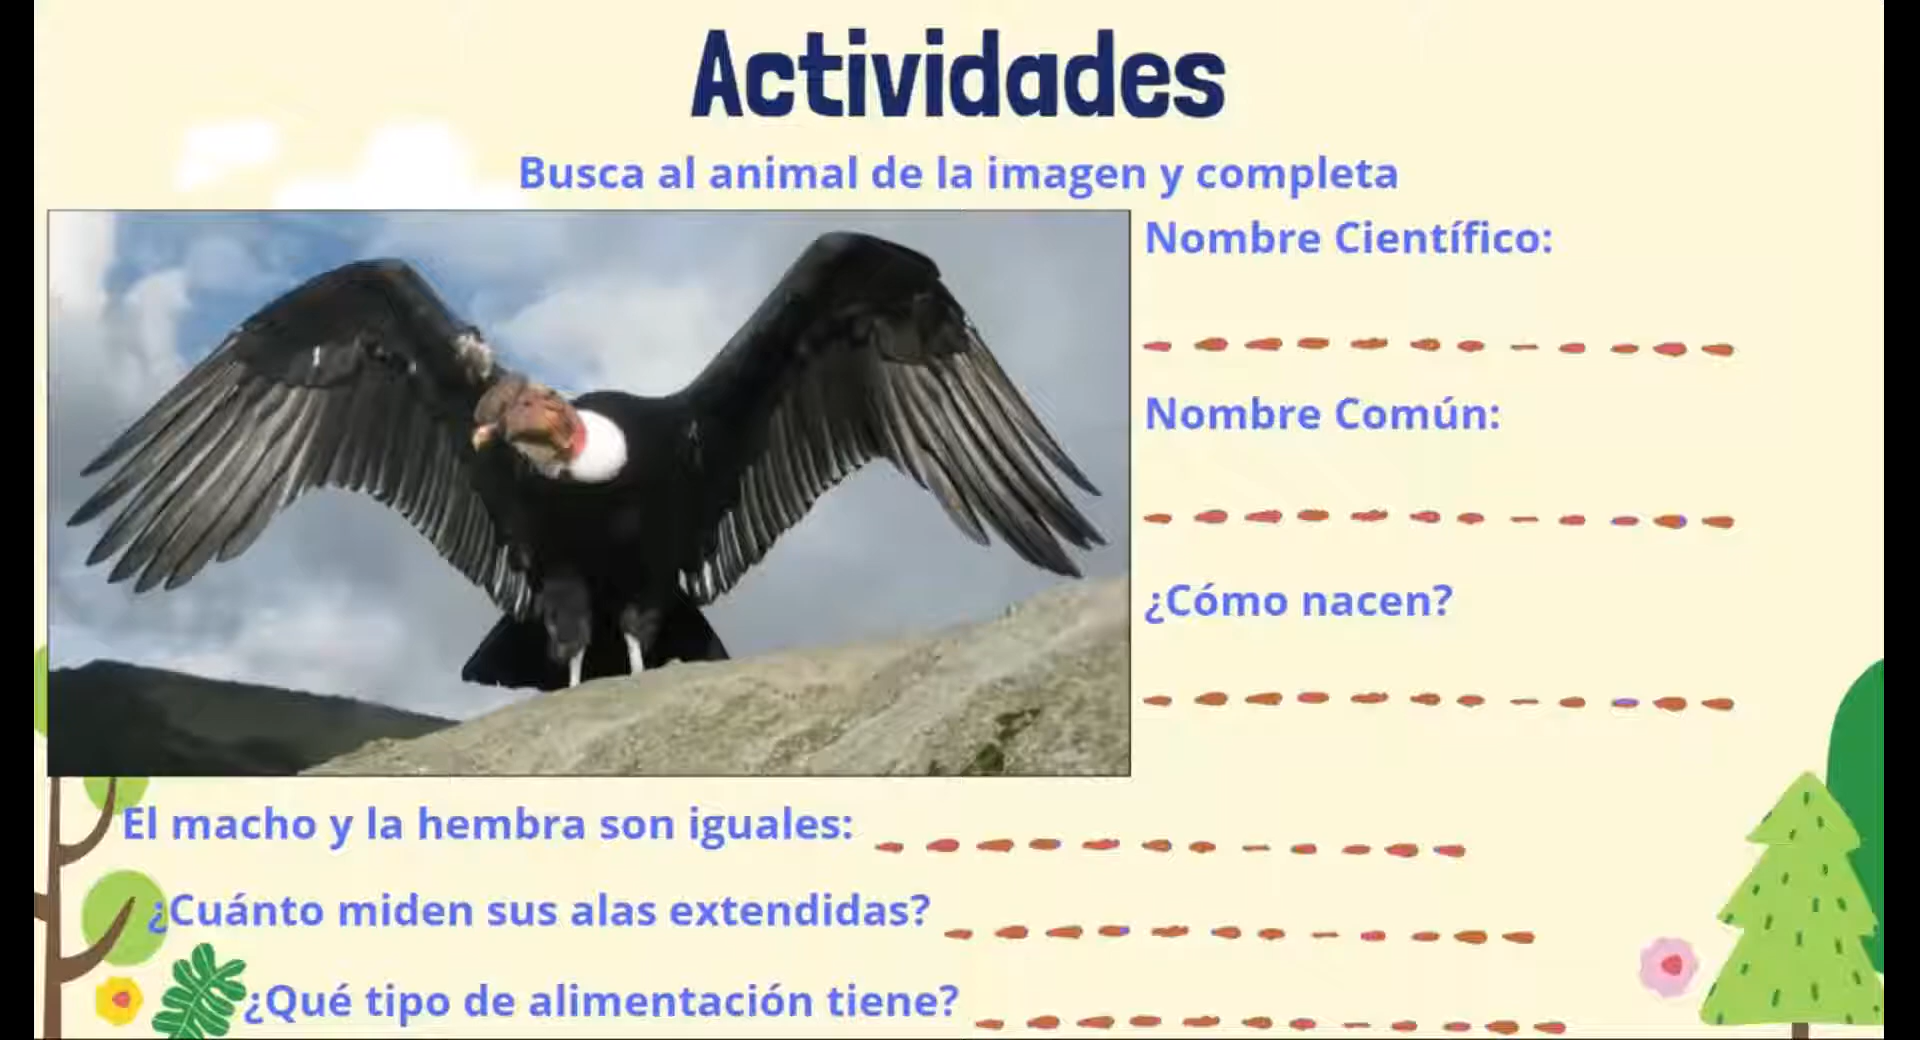 Actividades
Busca al animal de la imagen y completa
Nombre Científico:
Nombre Común:
¿Cómo nacen?
El macho y la hembra son iguales:
¿Cuánto miden sus alas extendidas?
¿Qué tipo de alimentación tiene?